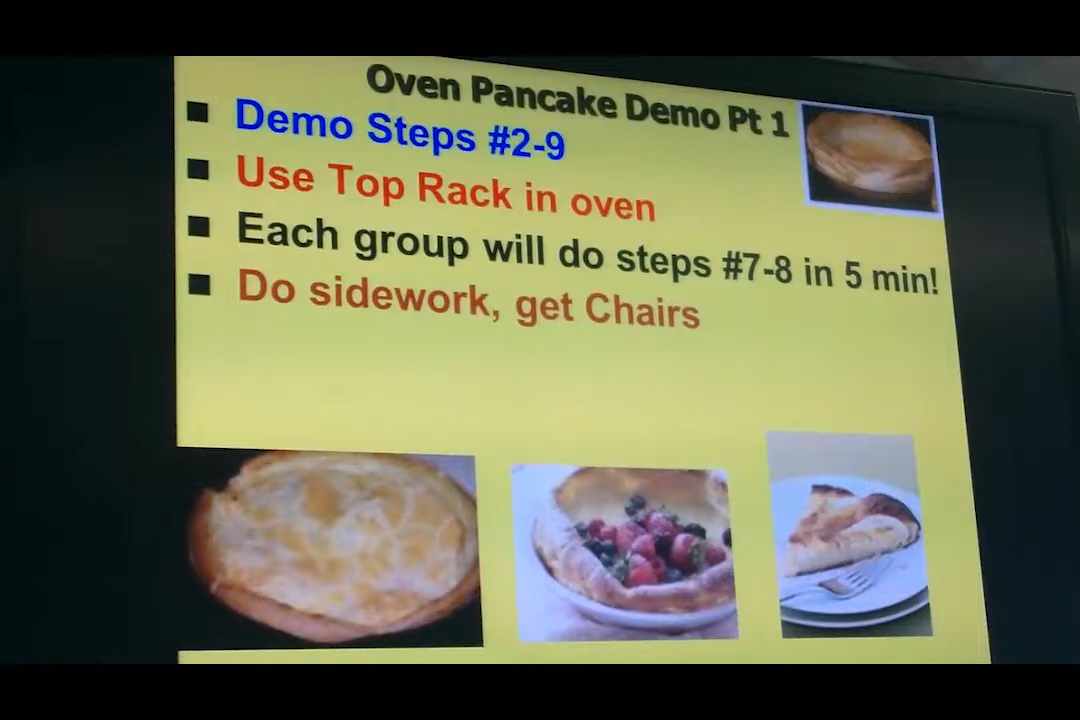 Oven Pancake Demo Pt 1
Demo Steps #2-9
Use Top Rack in oven
Each group will do steps #7-8 in 5 min!
Do sidework, get Chairs